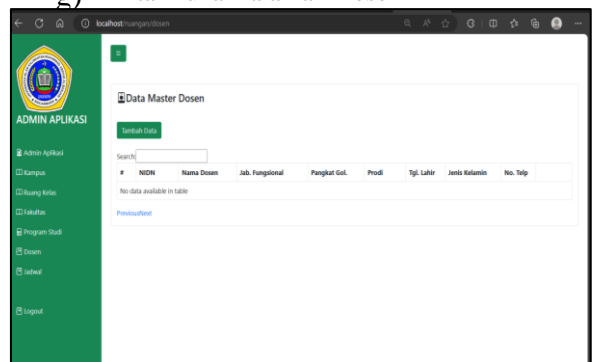 localhost/ruangan/dosen
ADMIN APLIKASI
Admin Aplikasi
Kampus
Ruang Kelas
Fakultas
Program Studi
Dosen
Jadwal
Logout
Data Master Dosen
Tambah Data
Search:
# NIDN Nama Dosen Jab. Fungsional Pangkat Gol. Prodi Tgl. Lahir Jenis Kelamin No. Telp
No data available in table
PreviousNext